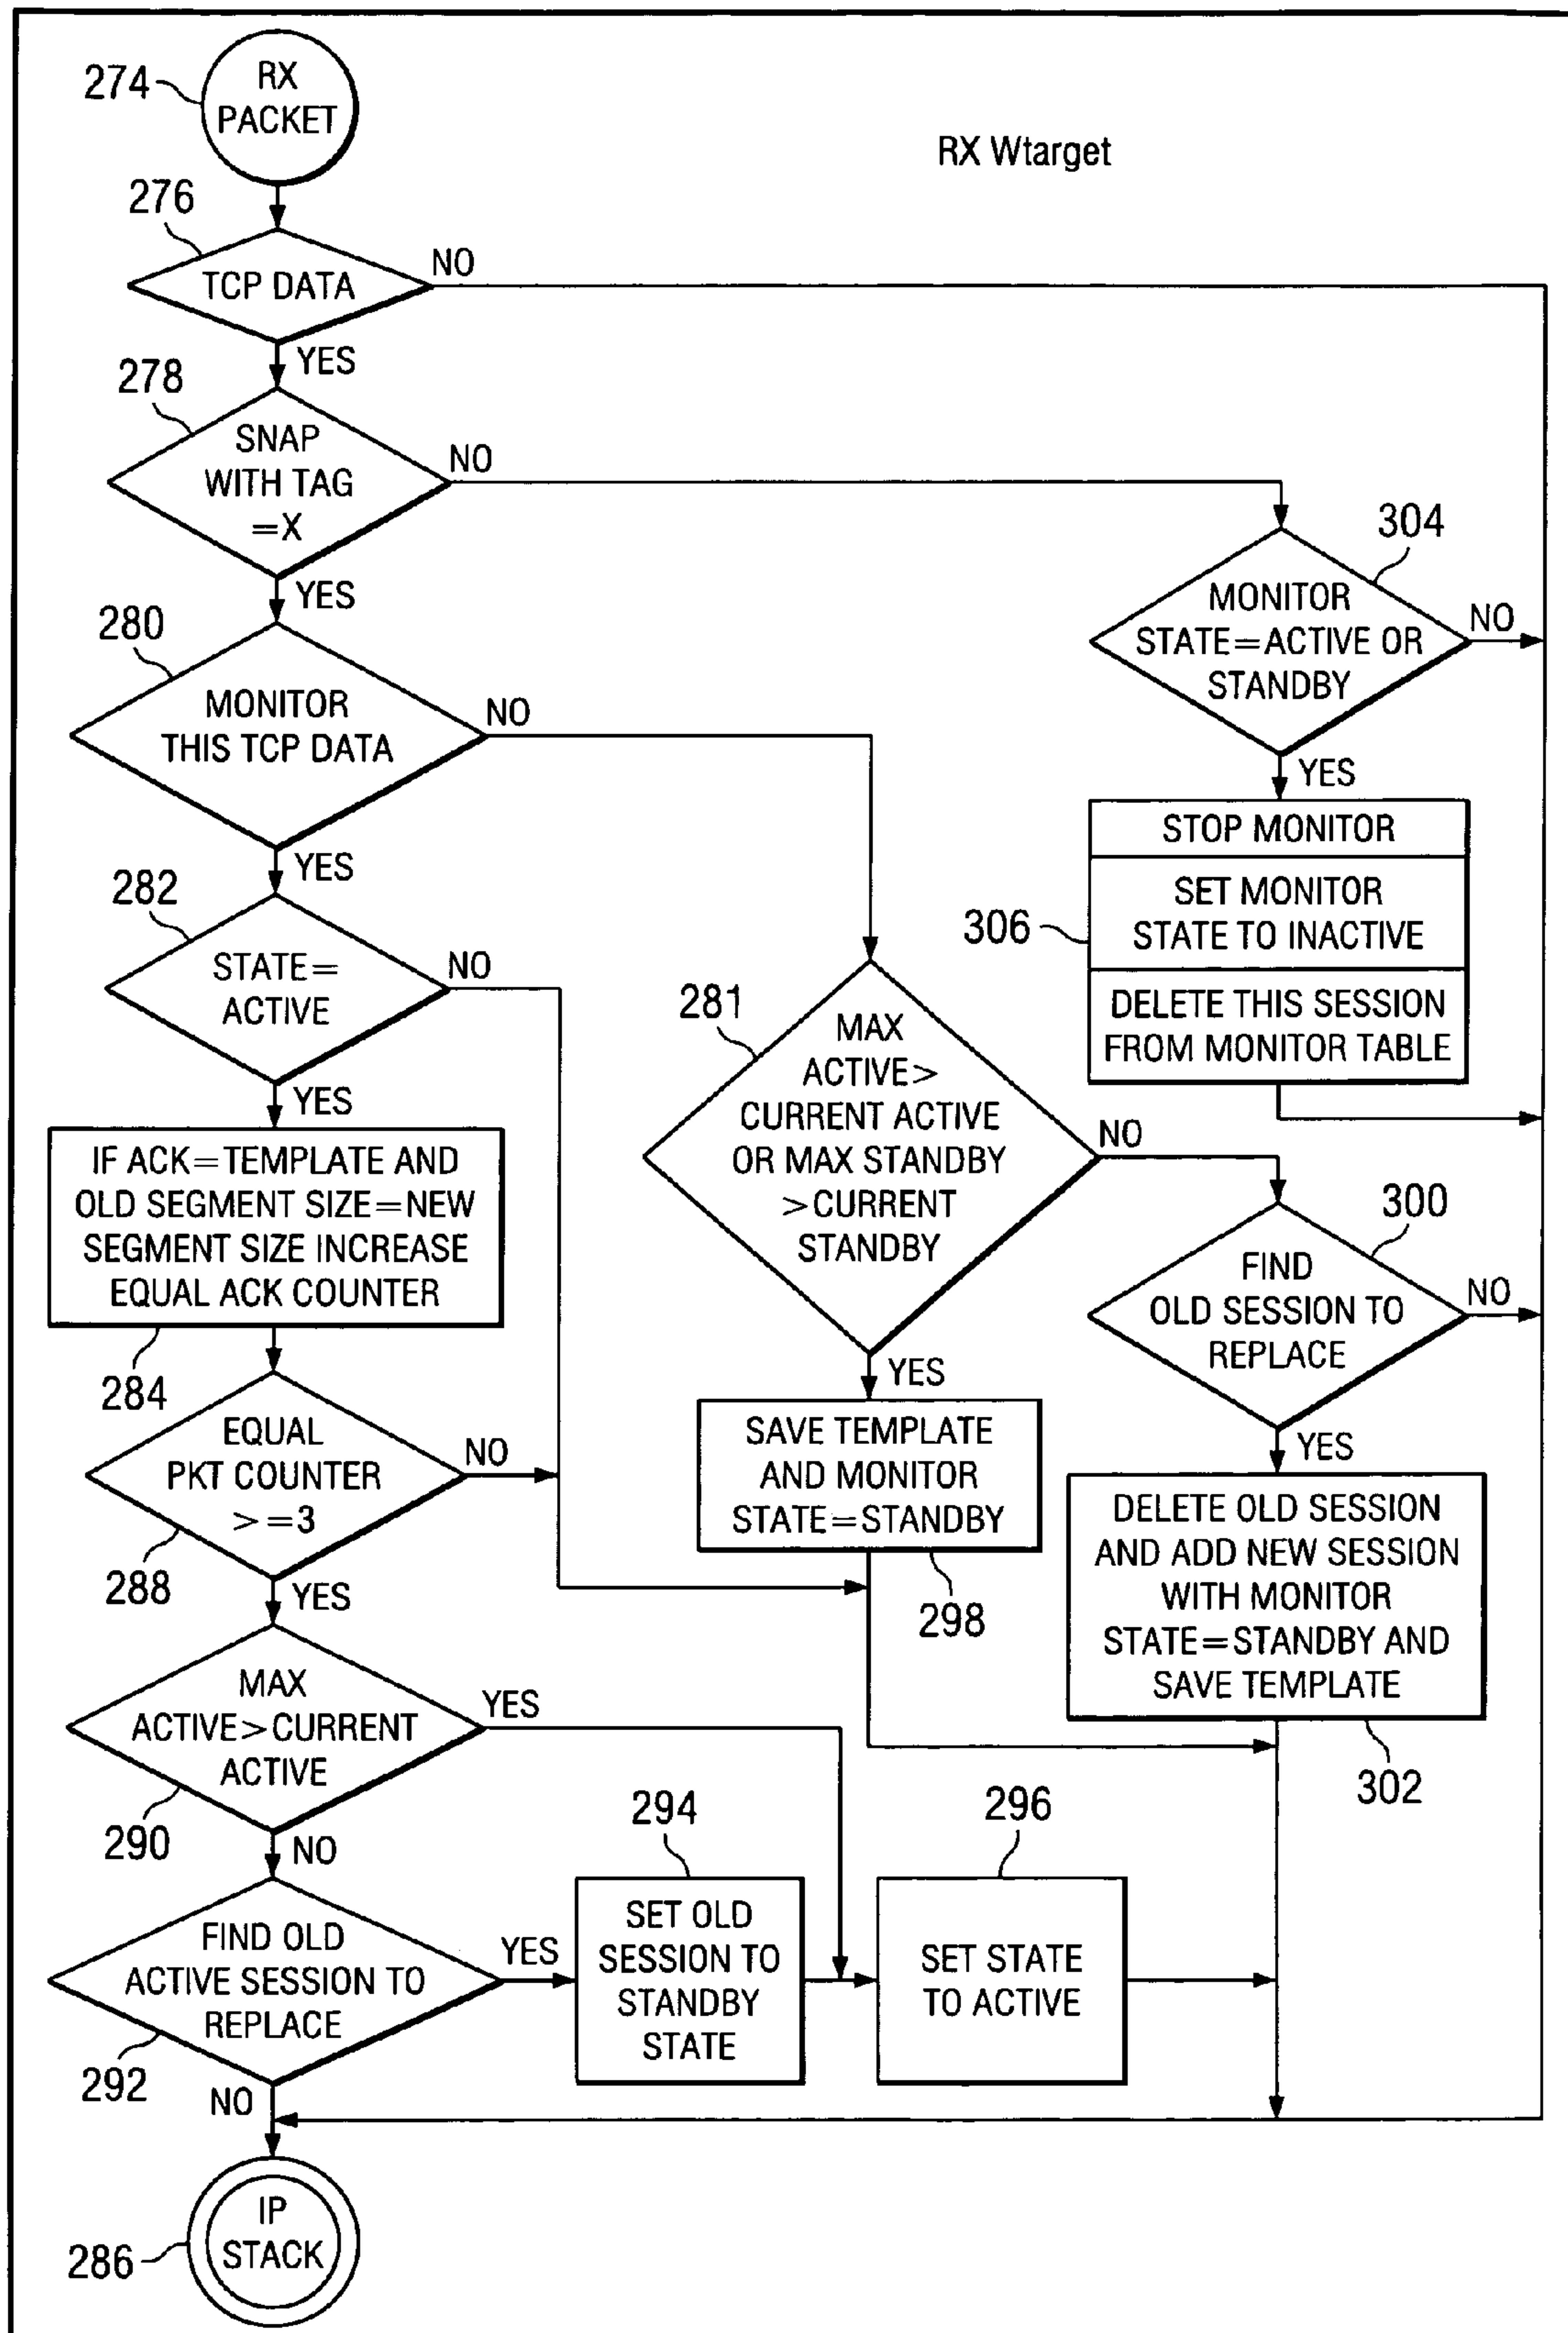 RX
PACKET
274
RX Wtarget
276
TCP DATA
NO
YES
278
SNAP
WITH TAG
=X
NO
YES
304
MONITOR
STATE=ACTIVE OR
STANDBY
NO
YES
280
MONITOR
THIS TCP DATA
NO
YES
STOP MONITOR
SET MONITOR
STATE TO INACTIVE
DELETE THIS SESSION
FROM MONITOR TABLE
306
282
STATE=
ACTIVE
NO
YES
281
MAX
ACTIVE>
CURRENT ACTIVE
OR MAX STANDBY
>CURRENT
STANDBY
NO
YES
IF ACK=TEMPLATE AND
OLD SEGMENT SIZE=NEW
SEGMENT SIZE INCREASE
EQUAL ACK COUNTER
284
300
FIND
OLD SESSION TO
REPLACE
NO
YES
EQUAL
PKT COUNTER
>=3
NO
288
YES
SAVE TEMPLATE
AND MONITOR
STATE=STANDBY
298
DELETE OLD SESSION
AND ADD NEW SESSION
WITH MONITOR
STATE=STANDBY AND
SAVE TEMPLATE
302
MAX
ACTIVE>CURRENT
ACTIVE
YES
290
NO
FIND OLD
ACTIVE SESSION TO
REPLACE
YES
292
NO
294
SET OLD
SESSION TO
STANDBY
STATE
296
SET STATE
TO ACTIVE
IP
STACK
286